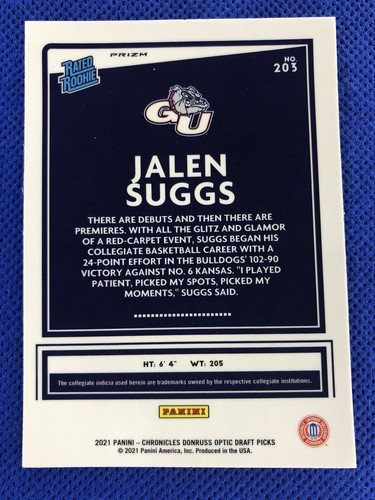 RATED
ROOKIE
PRIZM
NO.
203
GU
JALEN
SUGGS
THERE ARE DEBUTS AND THEN THERE ARE
PREMIERES. WITH ALL THE GLITZ AND GLAMOR
OF A RED-CARPET EVENT, SUGGS BEGAN HIS
COLLEGIATE BASKETBALL CAREER WITH A
24-POINT EFFORT IN THE BULLDOGS' 102-90
VICTORY AGAINST NO. 6 KANSAS. "I PLAYED
PATIENT, PICKED MY SPOTS, PICKED MY
MOMENTS," SUGGS SAID.
HT: 6' 4" WT: 205
The collegiate indicia used herein are trademarks owned by the respective collegiate institutions.
PANINI
2021 PANINI – CHRONICLES DONRUSS OPTIC DRAFT PICKS
© 2021 Panini America, Inc. Produced in the USA.